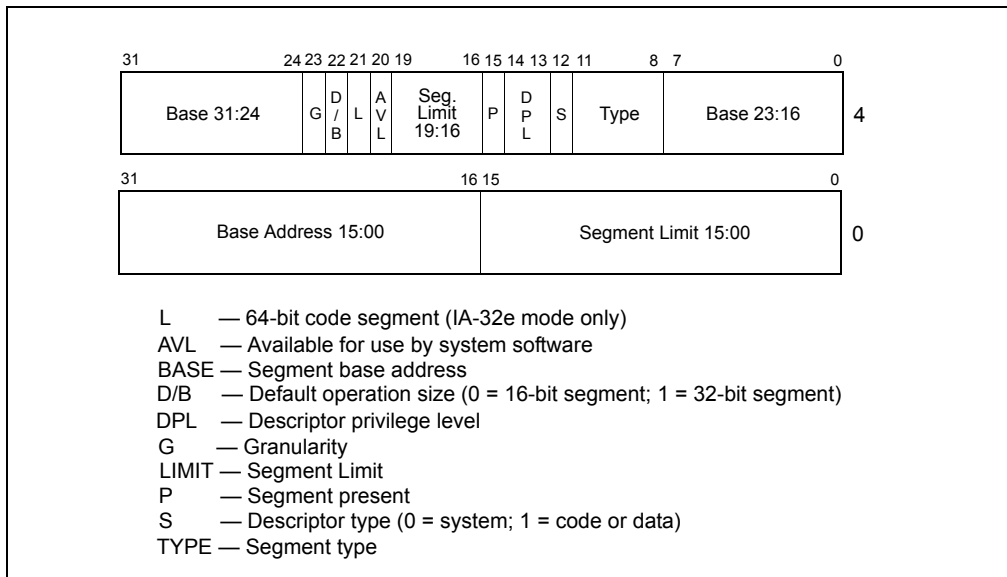 31 24 23 22 21 20 19 16 15 14 13 12 11 8 7 0
Base 31:24 G D/B L AVL Seg. Limit 19:16 P DPL S Type Base 23:16 4
31 16 15 0
Base Address 15:00 Segment Limit 15:00 0
L — 64-bit code segment (IA-32e mode only)
AVL — Available for use by system software
BASE — Segment base address
D/B — Default operation size (0 = 16-bit segment; 1 = 32-bit segment)
DPL — Descriptor privilege level
G — Granularity
LIMIT — Segment Limit
P — Segment present
S — Descriptor type (0 = system; 1 = code or data)
TYPE — Segment type